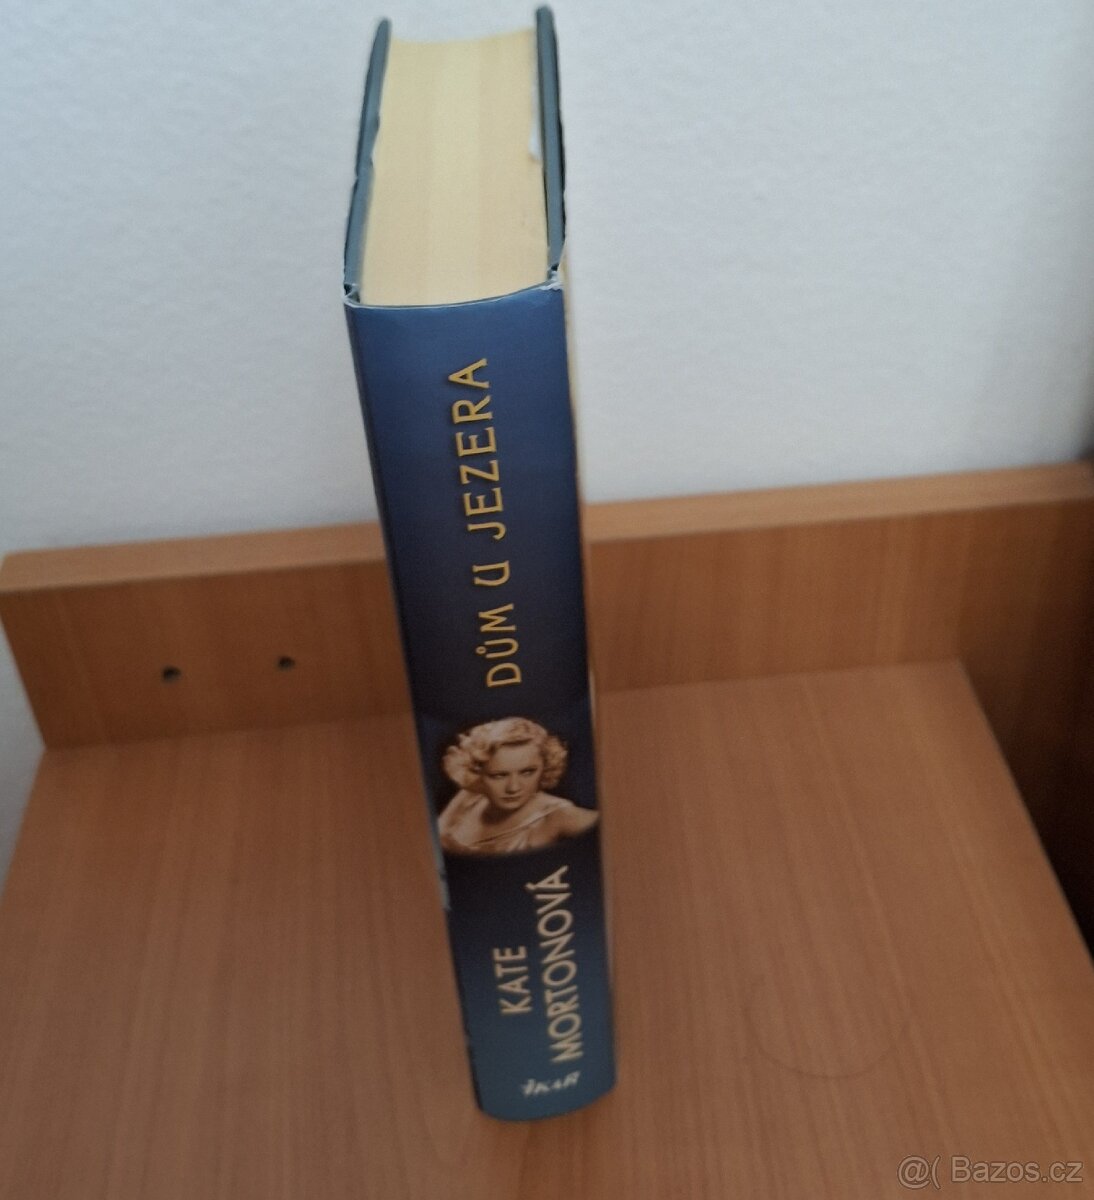 DŮM U JEZERA
KATE
MORTONOVÁ
IKAR
@( Bazos.cz